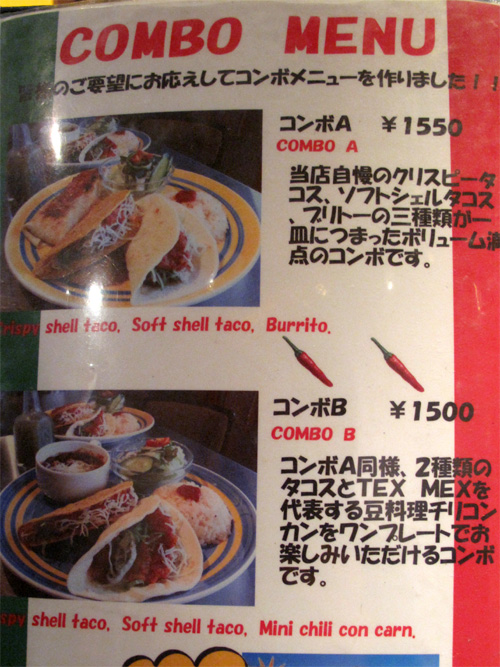 COMBO MENU
皆様のご要望にお応えしてコンボメニューを作りました!!
コンボA ¥1550
COMBO A
当店自慢のクリスピータ
コス、ソフトシェルタコス
、ブリトーの三種類が一
皿につまったボリューム満
点のコンボです。
Crispy shell taco, Soft shell taco, Burrito.
コンボB ¥1500
COMBO B
コンボA同様、2種類の
タコスとTEX MEXを
代表する豆料理チリコン
カンをワンプレートでお
楽しみいただけるコンボ
です。
spy shell taco, Soft shell taco, Mini chili con carn.